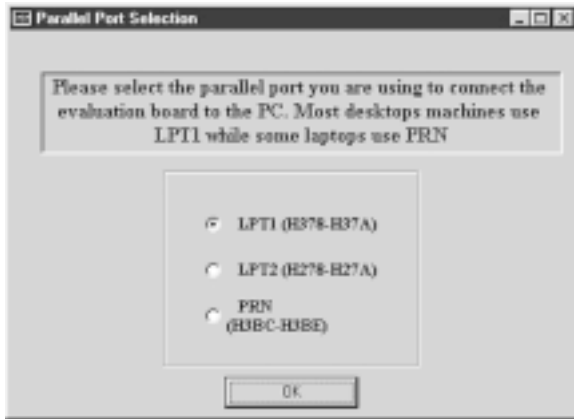 Parallel Port Selection
Please select the parallel port you are using to connect the
evaluation board to the PC. Most desktops machines use
LPT1 while some laptops use PRN
LPT1 (H378-H37A)
LPT2 (H278-H27A)
PRN
(H3BC-H3BE)
OK